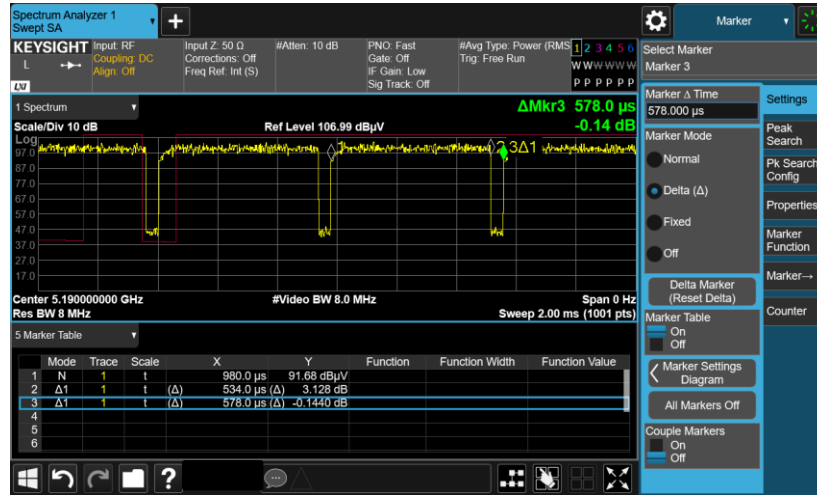 Spectrum Analyzer 1
Swept SA
Marker
KEYSIGHT
L
LXI
Input: RF
Coupling: DC
Align: Off
Input Z: 50 Ω
Corrections: Off
Freq Ref: Int (S)
#Atten: 10 dB
PNO: Fast
Gate: Off
IF Gain: Low
Sig Track: Off
#Avg Type: Power (RMS
Trig: Free Run
1 2 3 4 5 6
W W W W W W
P P P P P P
1 Spectrum
ΔMkr3 578.0 µs
-0.14 dB
Scale/Div 10 dB
Ref Level 106.99 dBµV
Log
97.0
87.0
77.0
67.0
57.0
47.0
37.0
27.0
17.0
1
2 3Δ1
Center 5.190000000 GHz
#Video BW 8.0 MHz
Span 0 Hz
Res BW 8 MHz
Sweep 2.00 ms (1001 pts)
5 Marker Table
Mode Trace Scale X Y Function Function Width Function Value
1 N 1 t 980.0 µs 91.68 dBµV
2 Δ1 1 t (Δ) 534.0 µs (Δ) 3.128 dB
3 Δ1 1 t (Δ) 578.0 µs (Δ) -0.1440 dB
4
5
6
?
Select Marker
Marker 3
Marker Δ Time
578.000 µs
Marker Mode
Normal
Delta (Δ)
Fixed
Off
Delta Marker
(Reset Delta)
Marker Table
On
Off
Marker Settings
Diagram
All Markers Off
Couple Markers
On
Off
Settings
Peak
Search
Pk Search
Config
Properties
Marker
Function
Marker→
Counter